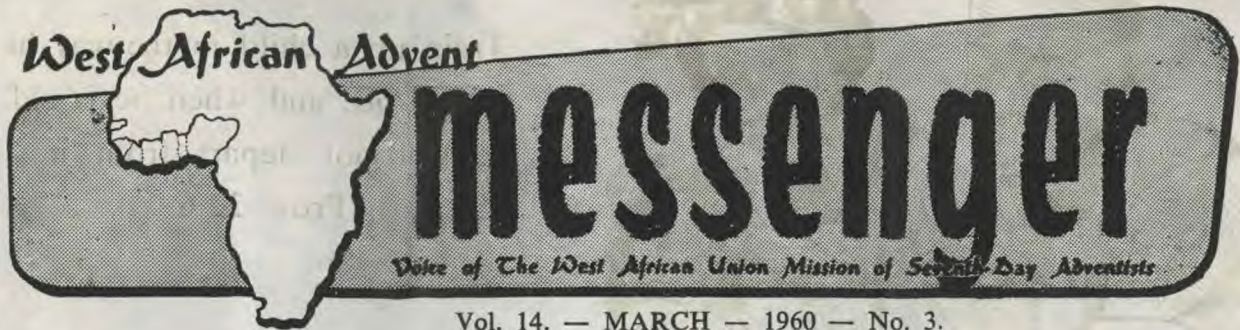 West African Advent
messenger
Voice of The West African Union Mission of Seventh-Day Adventists
Vol. 14. — MARCH — 1960 — No. 3.